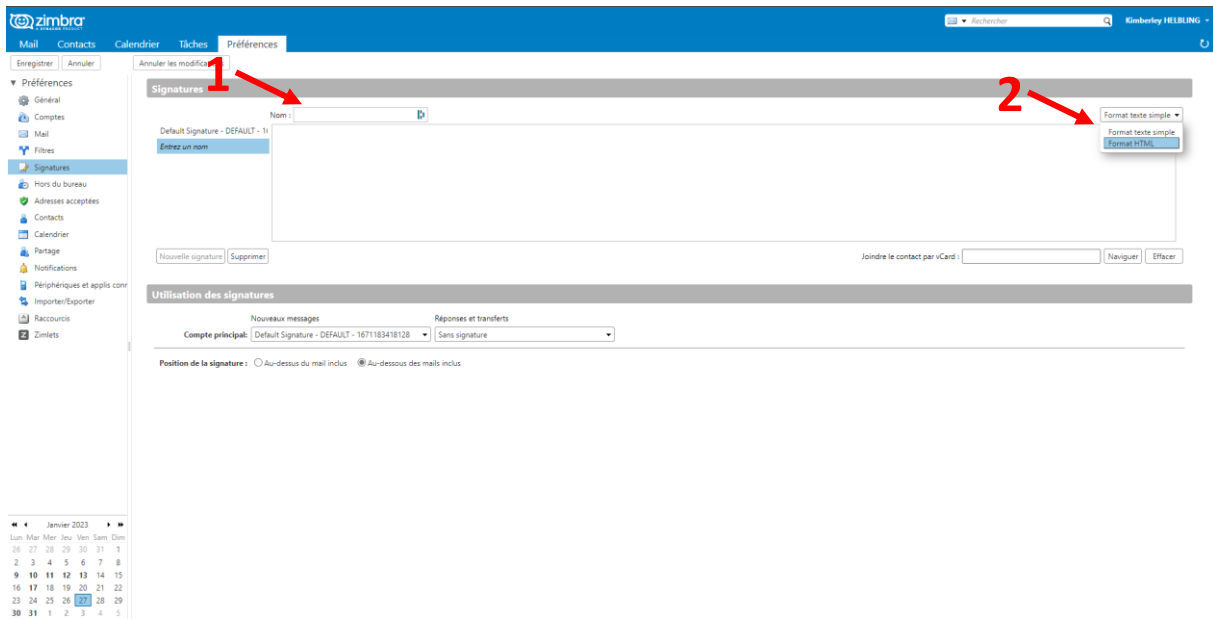 zimbra
A SYNACOR PRODUCT
Rechercher
Kimberley HELBLING
Mail Contacts Calendrier Tâches Préférences
Enregistrer Annuler Annuler les modifications
1
2
Préférences
Général
Comptes
Mail
Filtres
Signatures
Hors du bureau
Adresses acceptées
Contacts
Calendrier
Partage
Notifications
Périphériques et applis conr
Importer/Exporter
Raccourcis
Zimlets
Signatures
Nom :
Format texte simple
Format texte simple
Format HTML
Default Signature - DEFAULT - 1
Entrez un nom
Nouvelle signature Supprimer
Joindre le contact par vCard : Naviguer Effacer
Utilisation des signatures
Nouveaux messages Réponses et transferts
Compte principal: Default Signature - DEFAULT - 1671183418128 Sans signature
Position de la signature : Au-dessus du mail inclus Au-dessous des mails inclus
Janvier 2023
Lun Mar Mer Jeu Ven Sam Dim
26 27 28 29 30 31 1
2 3 4 5 6 7 8
9 10 11 12 13 14 15
16 17 18 19 20 21 22
23 24 25 26 27 28 29
30 31 1 2 3 4 5